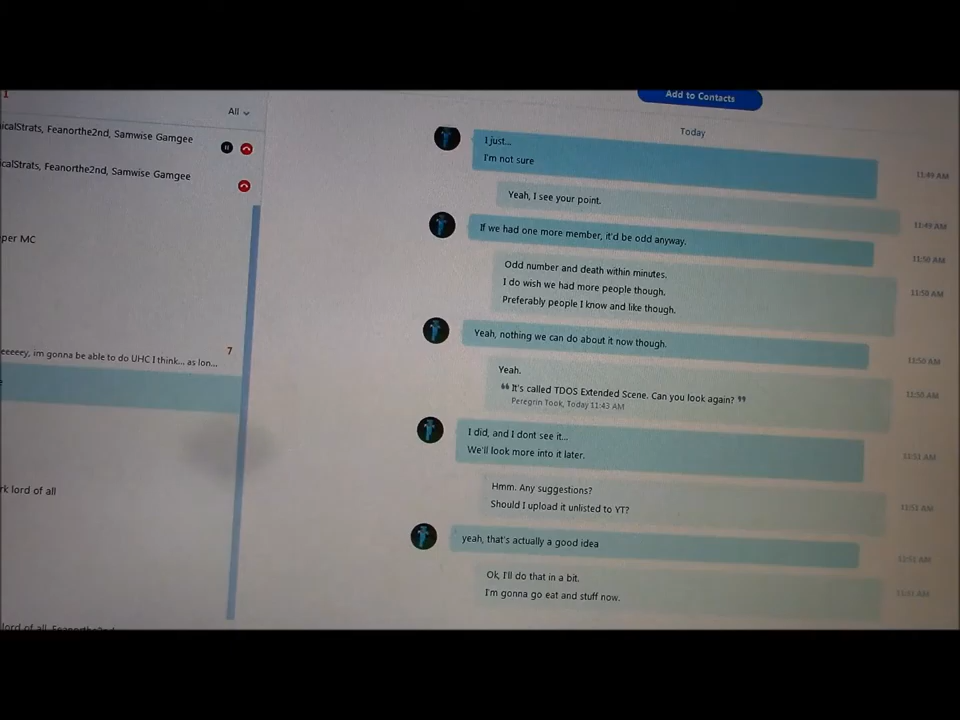 1
All
icalStrats, Feanorthe2nd, Samwise Gamgee
calStrats, Feanorthe2nd, Samwise Gamgee
per MC
7
eeeeey, im gonna be able to do UHC I think... as lon...
rk lord of all
lord of all, Feanorthe2nd
Add to Contacts
Today
I just...
I'm not sure
11:49 AM
Yeah, I see your point.
11:49 AM
If we had one more member, it'd be odd anyway.
11:50 AM
Odd number and death within minutes.
I do wish we had more people though.
Preferably people I know and like though.
11:50 AM
Yeah, nothing we can do about it now though.
11:50 AM
Yeah.
❝ It's called TDOS Extended Scene. Can you look again? ❞
Peregrin Took, Today 11:43 AM
11:50 AM
I did, and I dont see it...
We'll look more into it later.
11:51 AM
Hmm. Any suggestions?
Should I upload it unlisted to YT?
11:51 AM
yeah, that's actually a good idea
11:51 AM
Ok, I'll do that in a bit.
I'm gonna go eat and stuff now.
11:51 AM